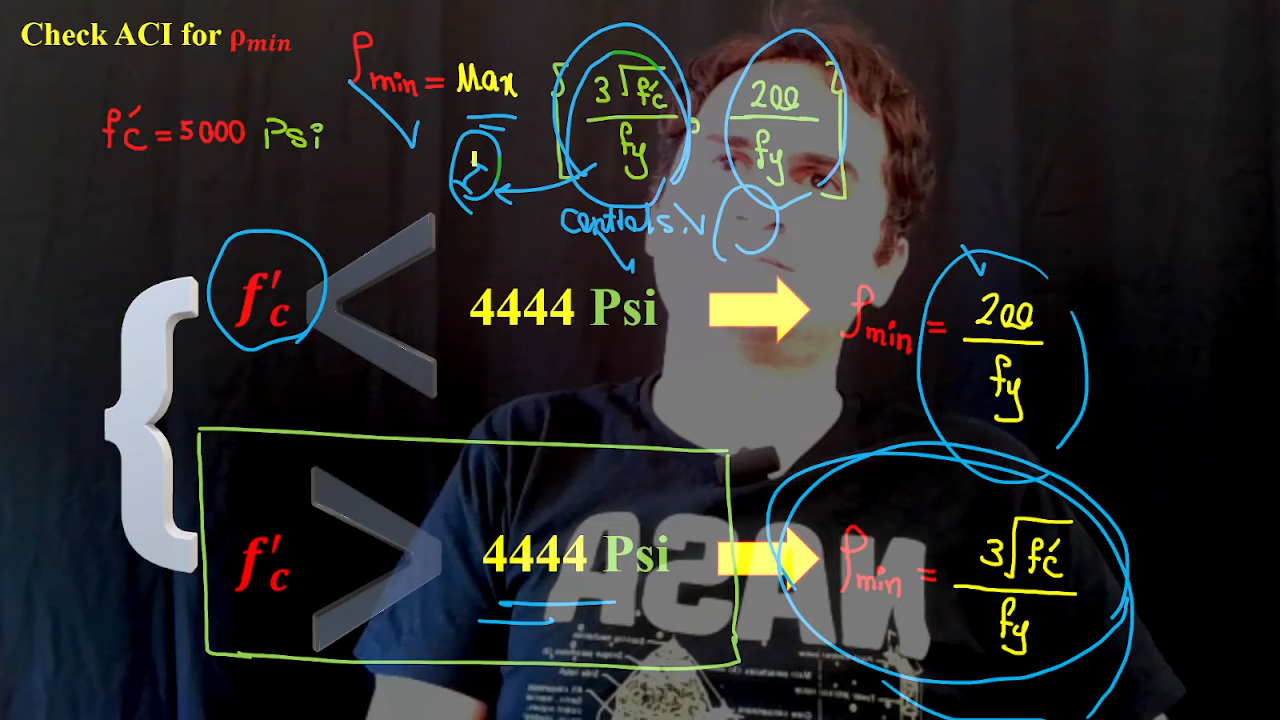 Check ACI for ρmin
ρmin = Max [ 3√f'c / fy , 200 / fy ]
f'c = 5000 Psi
f'c < 4444 Psi ρmin = 200 / fy
f'c > 4444 Psi ρmin = 3√f'c / fy
NASA